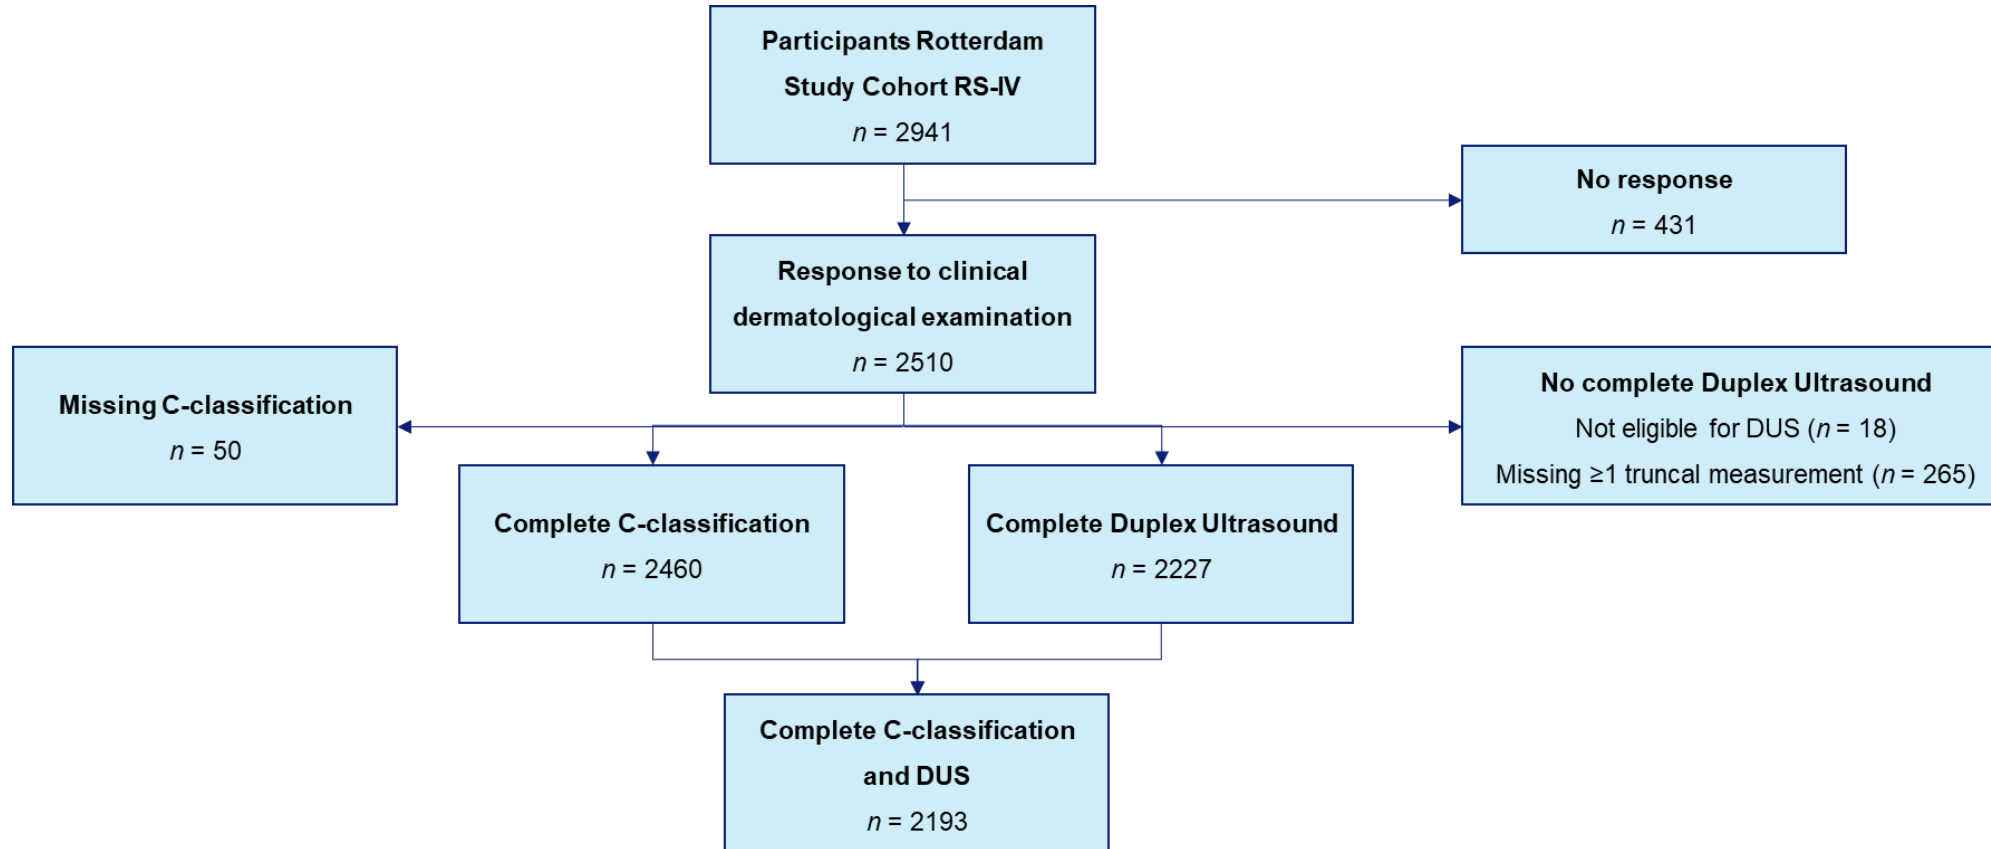 Participants Rotterdam
Study Cohort RS-IV
n = 2941
No response
n = 431
Response to clinical
dermatological examination
n = 2510
Missing C-classification
n = 50
No complete Duplex Ultrasound
Not eligible for DUS (n = 18)
Missing ≥1 truncal measurement (n = 265)
Complete C-classification
n = 2460
Complete Duplex Ultrasound
n = 2227
Complete C-classification
and DUS
n = 2193